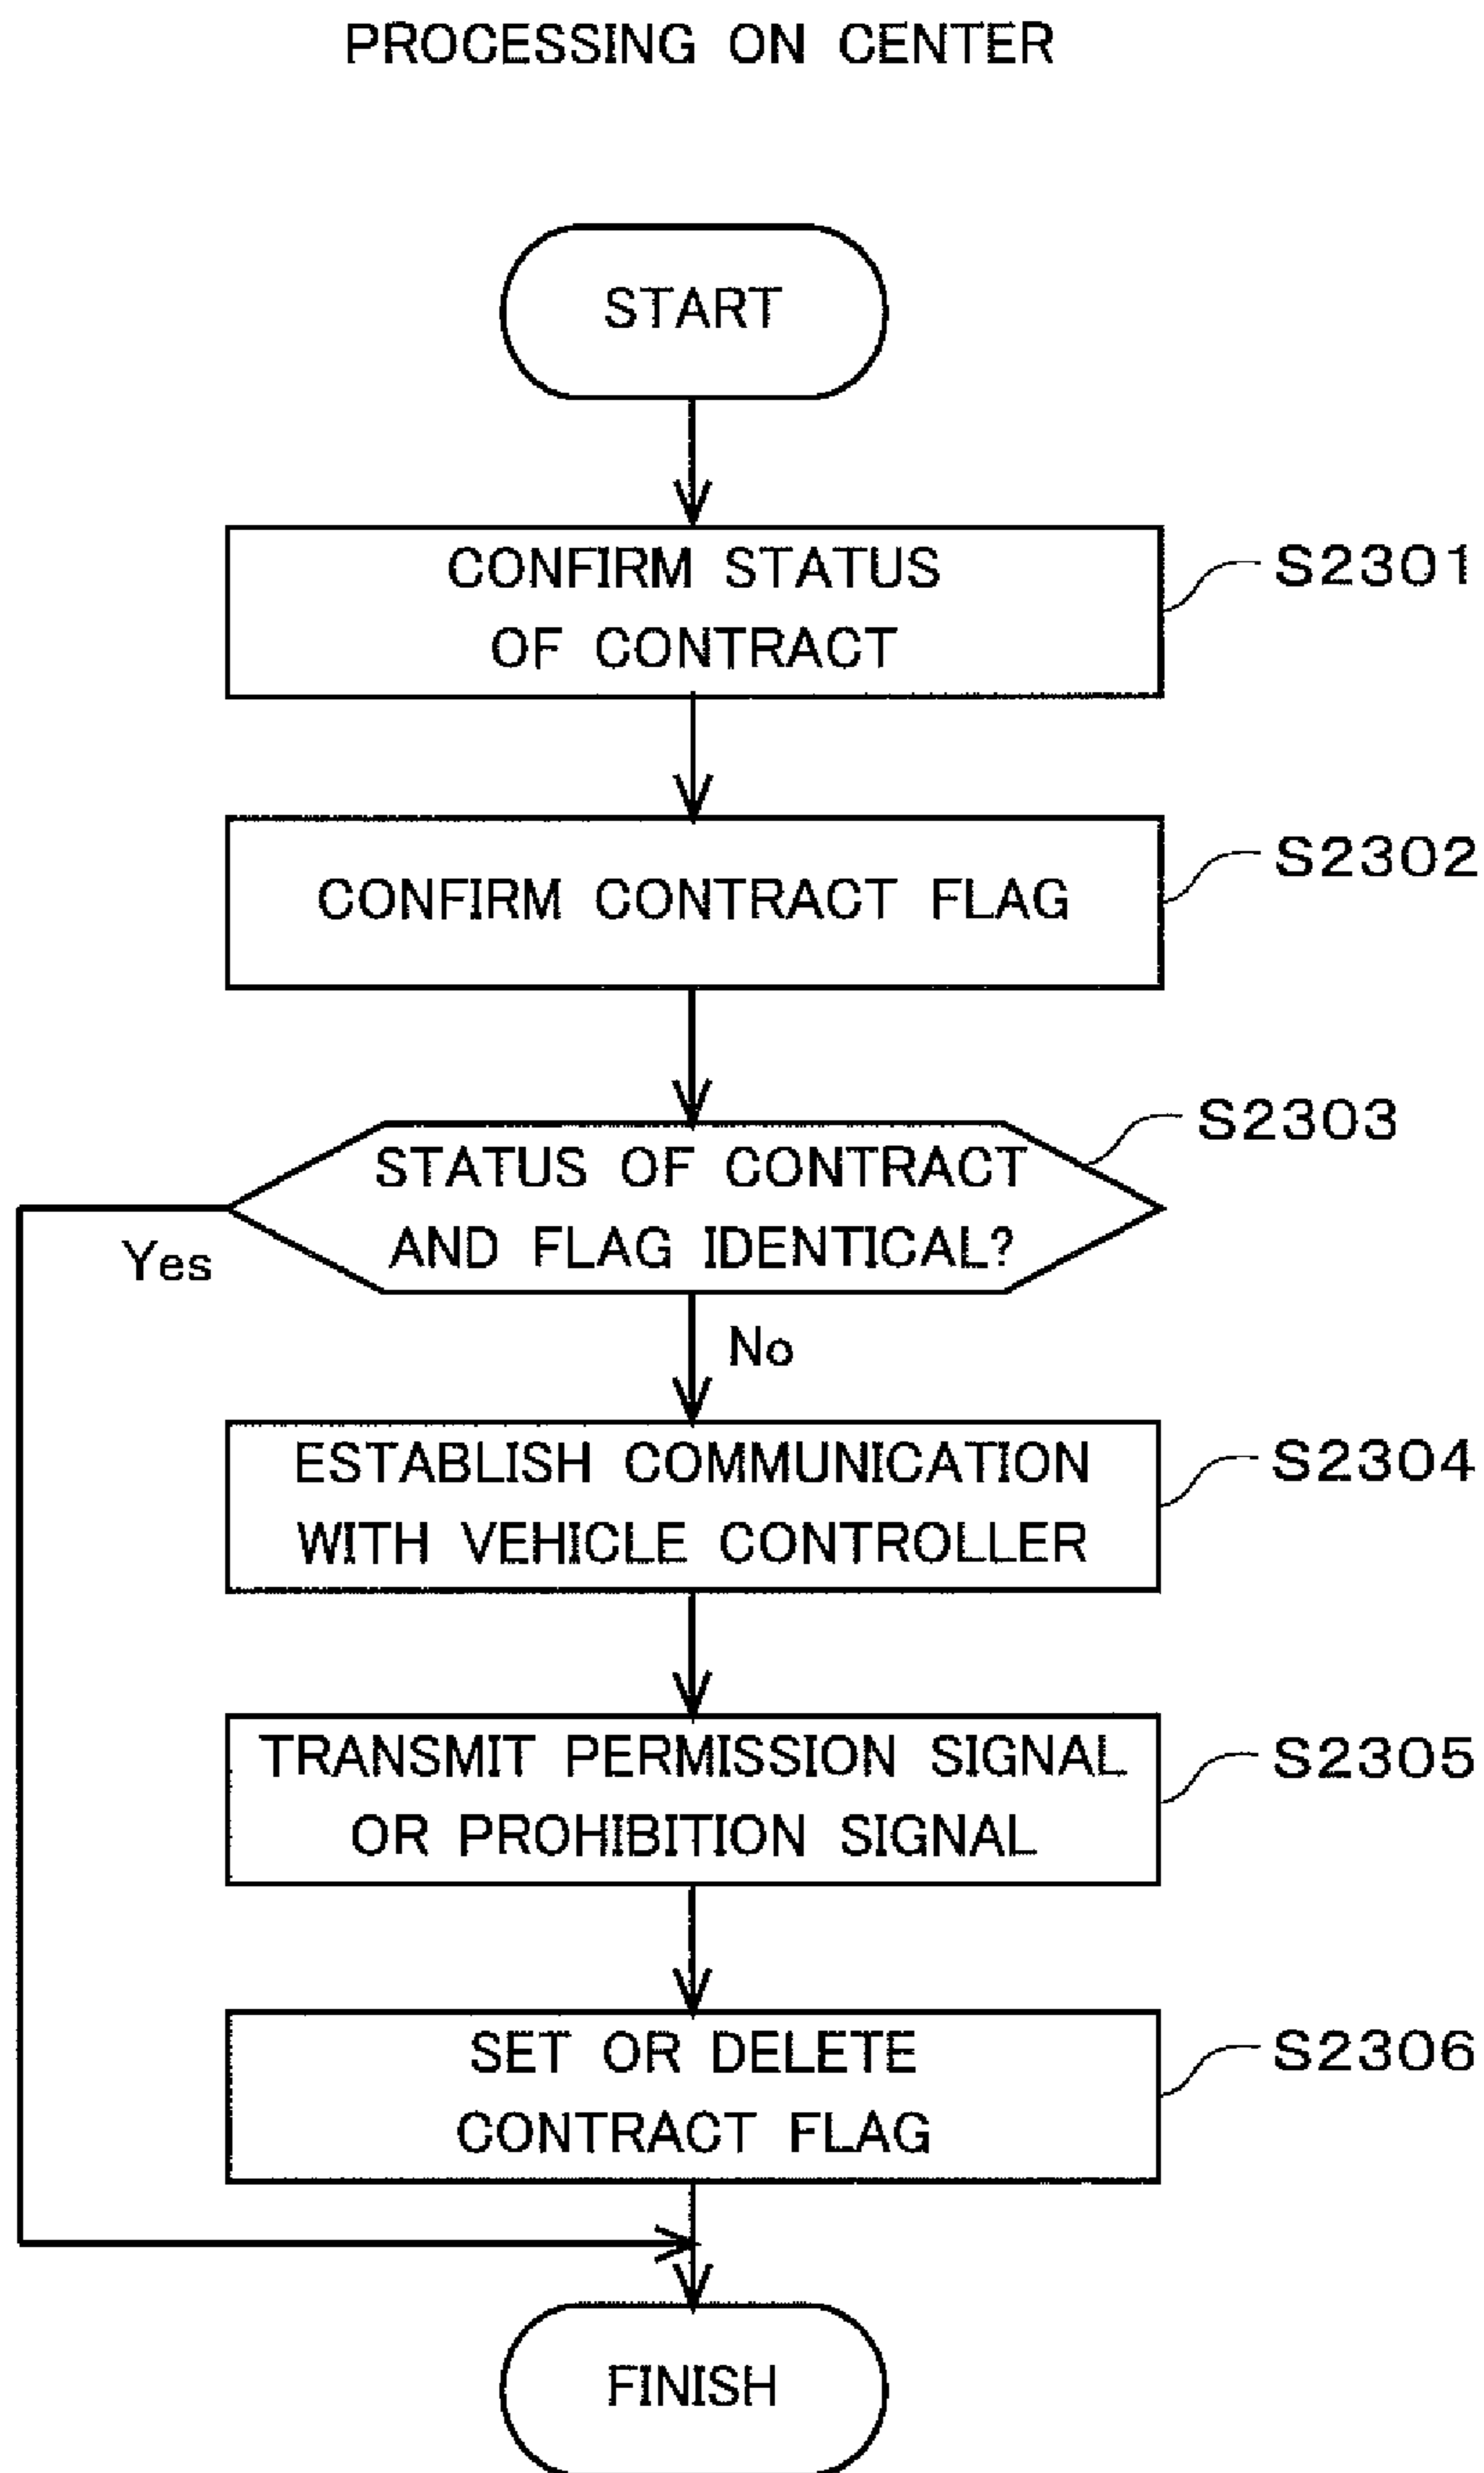 PROCESSING ON CENTER
START
CONFIRM STATUS
OF CONTRACT
S2301
CONFIRM CONTRACT FLAG
S2302
STATUS OF CONTRACT
AND FLAG IDENTICAL?
S2303
Yes
No
ESTABLISH COMMUNICATION
WITH VEHICLE CONTROLLER
S2304
TRANSMIT PERMISSION SIGNAL
OR PROHIBITION SIGNAL
S2305
SET OR DELETE
CONTRACT FLAG
S2306
FINISH